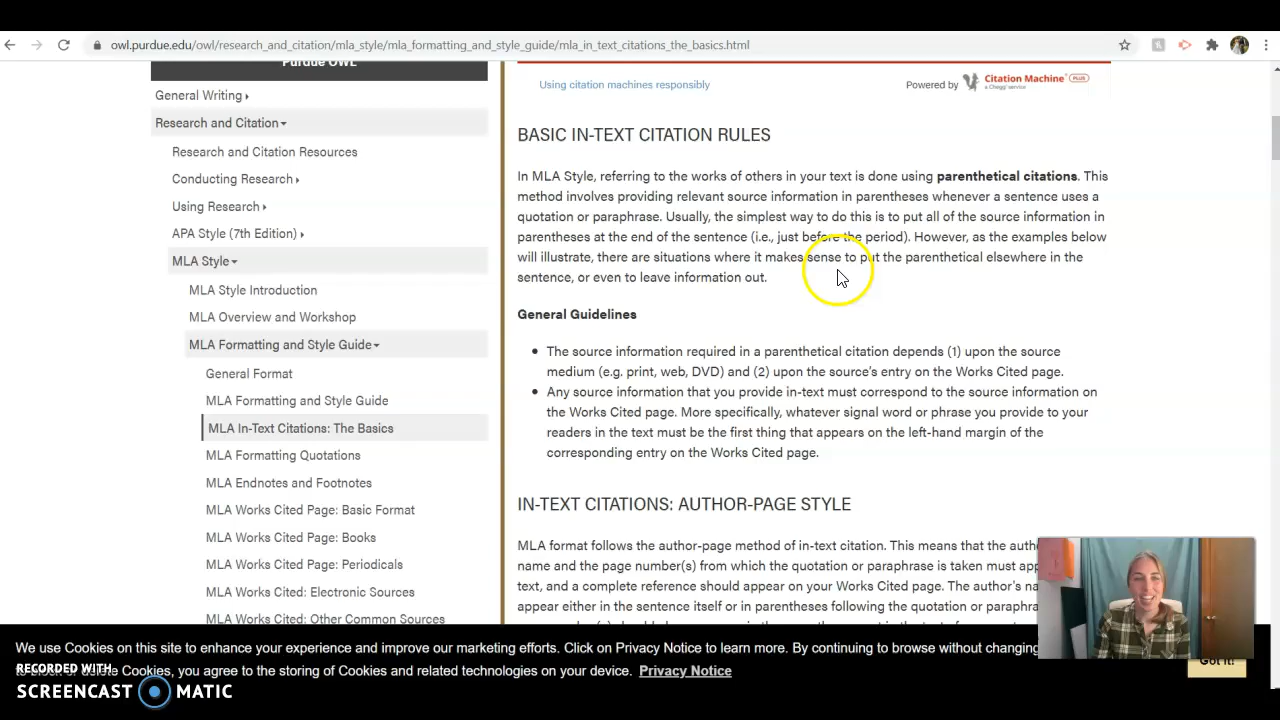 owl.purdue.edu/owl/research_and_citation/mla_style/mla_formatting_and_style_guide/mla_in_text_citations_the_basics.html
Purdue OWL
General Writing
Research and Citation
Research and Citation Resources
Conducting Research
Using Research
APA Style (7th Edition)
MLA Style
MLA Style Introduction
MLA Overview and Workshop
MLA Formatting and Style Guide
General Format
MLA Formatting and Style Guide
MLA In-Text Citations: The Basics
MLA Formatting Quotations
MLA Endnotes and Footnotes
MLA Works Cited Page: Basic Format
MLA Works Cited Page: Books
MLA Works Cited Page: Periodicals
MLA Works Cited: Electronic Sources
MLA Works Cited: Other Common Sources
Using citation machines responsibly
Powered by Citation Machine PLUS
a Chegg service
BASIC IN-TEXT CITATION RULES
In MLA Style, referring to the works of others in your text is done using parenthetical citations. This
method involves providing relevant source information in parentheses whenever a sentence uses a
quotation or paraphrase. Usually, the simplest way to do this is to put all of the source information in
parentheses at the end of the sentence (i.e., just before the period). However, as the examples below
will illustrate, there are situations where it makes sense to put the parenthetical elsewhere in the
sentence, or even to leave information out.
General Guidelines
• The source information required in a parenthetical citation depends (1) upon the source
medium (e.g. print, web, DVD) and (2) upon the source's entry on the Works Cited page.
• Any source information that you provide in-text must correspond to the source information on
the Works Cited page. More specifically, whatever signal word or phrase you provide to your
readers in the text must be the first thing that appears on the left-hand margin of the
corresponding entry on the Works Cited page.
IN-TEXT CITATIONS: AUTHOR-PAGE STYLE
MLA format follows the author-page method of in-text citation. This means that the
name and the page number(s) from which the quotation or paraphrase is taken must
text, and a complete reference should appear on your Works Cited page. The author's
appear either in the sentence itself or in parentheses following the quotation or
We use Cookies on this site to enhance your experience and improve our marketing efforts. Click on Privacy Notice to learn more. By continuing to browse without changing
Cookies, you agree to the storing of Cookies and related technologies on your device. Privacy Notice
Got it!
RECORDED WITH
SCREENCAST MATIC